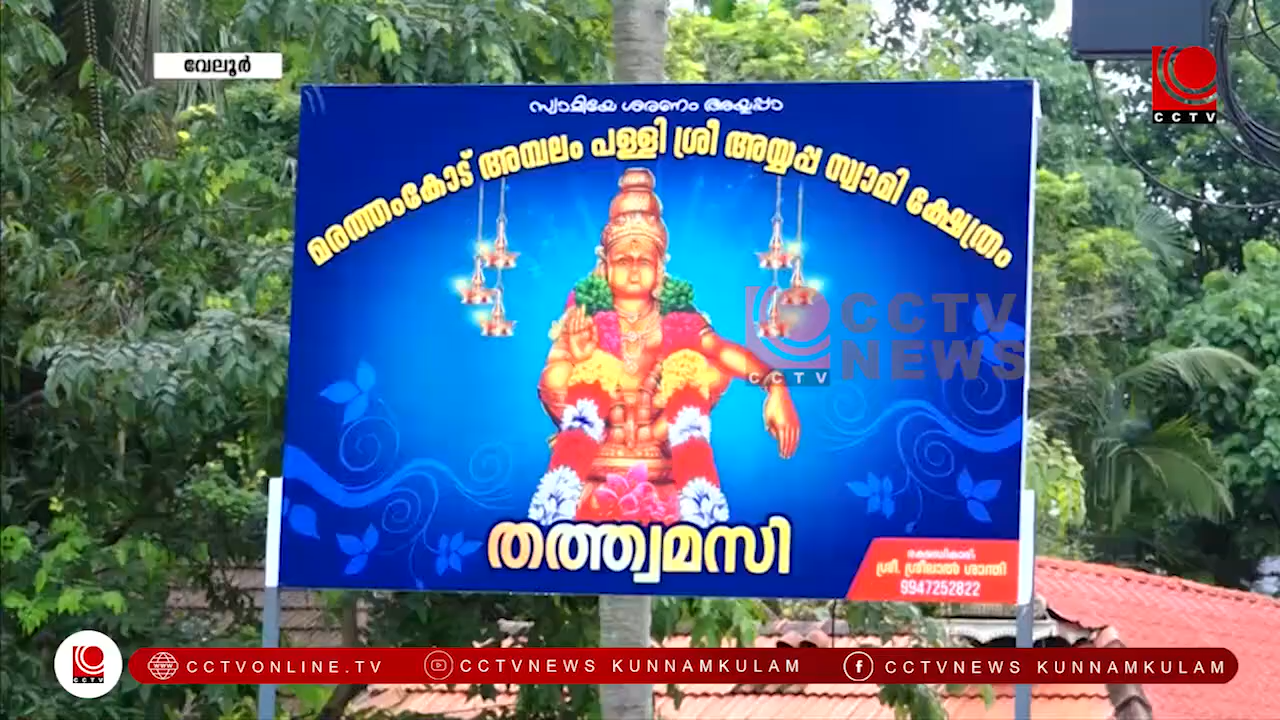 വേലൂർ
CCTV
സ്വാമിയേ ശരണം അയ്യപ്പാ
മരത്തംകോട് അമ്പലം പള്ളി ശ്രീ അയ്യപ്പ സ്വാമി ക്ഷേത്രം
CCTV NEWS
CCTV
തത്ത്വമസി
രക്ഷാധികാരി:
ശ്രീ. ശ്രീലാൽ ശാന്തി
9947252822
CCTV
CCTVONLINE.TV
CCTVNEWS KUNNAMKULAM
CCTVNEWS KUNNAMKULAM